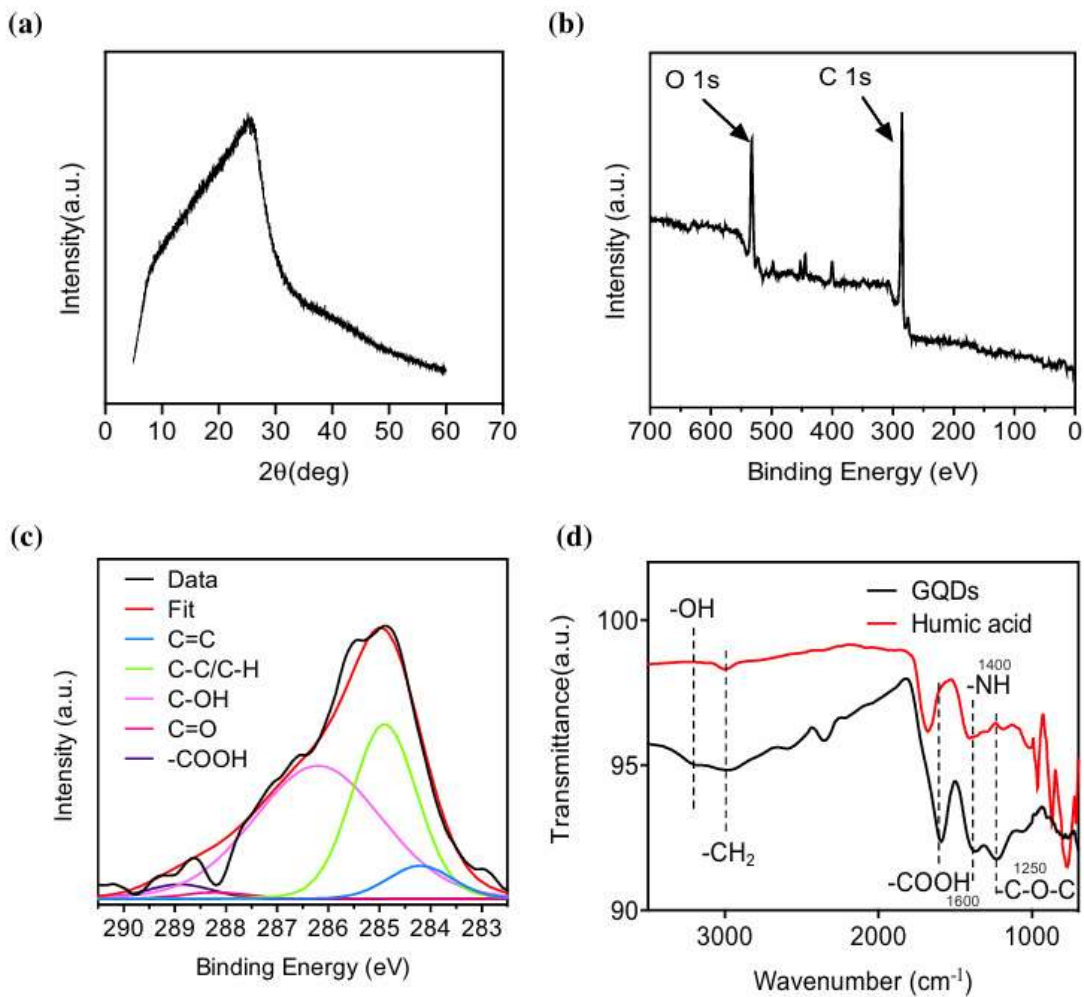 (a)
Intensity(a.u.)
0 10 20 30 40 50 60 70
2θ(deg)
(b)
O 1s
C 1s
Intensity (a.u.)
700 600 500 400 300 200 100 0
Binding Energy (eV)
(c)
Data
Fit
C=C
C-C/C-H
C-OH
C=O
-COOH
Intensity (a.u.)
290 289 288 286 285 284 283
Binding Energy (eV)
(d)
GQDs
Humic acid
-OH
1400
-NH
-CH2
-COOH
1600
1250
-C-O-C
Transmittance(a.u.)
100
95
90
3000 2000 1000
Wavenumber (cm-1)